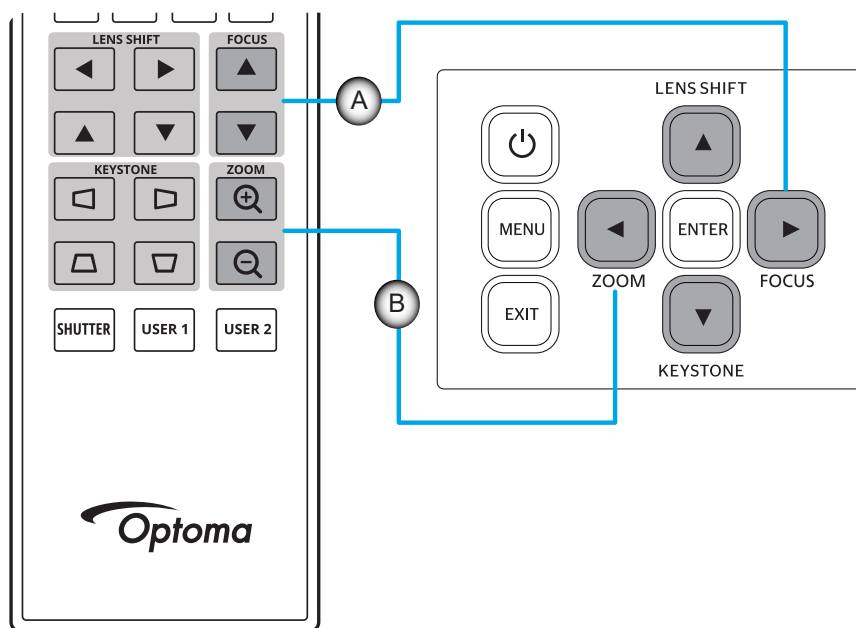 LENS SHIFT
FOCUS
KEYSTONE
ZOOM
SHUTTER
USER 1
USER 2
Optoma
A
B
LENS SHIFT
MENU
ENTER
EXIT
ZOOM
FOCUS
KEYSTONE